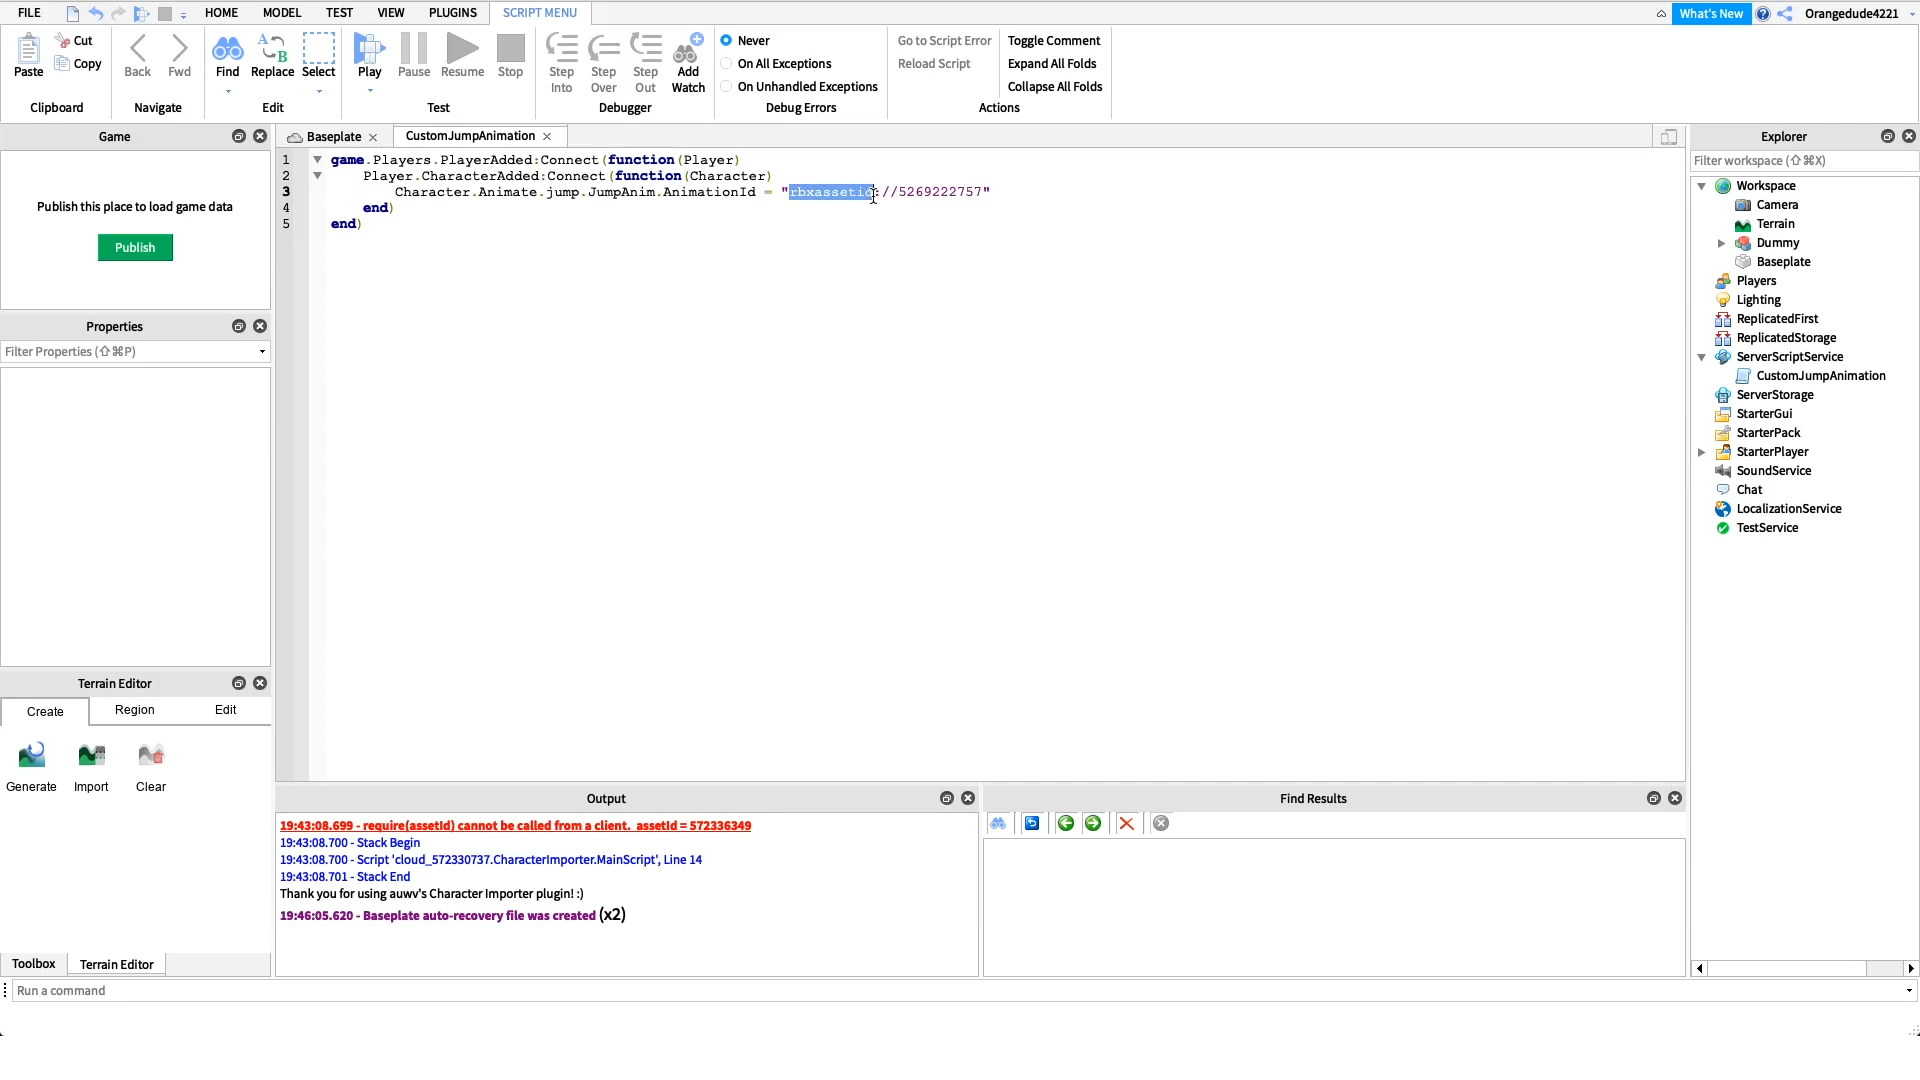 FILE HOME MODEL TEST VIEW PLUGINS SCRIPT MENU What's New Orangedude4221
Paste Cut Copy
Clipboard
Back Fwd
Navigate
Find Replace Select
Edit
Play Pause Resume Stop
Test
Step Into Step Over Step Out Add Watch
Debugger
Never
On All Exceptions
On Unhandled Exceptions
Debug Errors
Go to Script Error
Reload Script
Toggle Comment
Expand All Folds
Collapse All Folds
Actions
Game
Publish this place to load game data
Publish
Properties
Filter Properties (⇧⌘P)
Terrain Editor
Create Region Edit
Generate Import Clear
Toolbox Terrain Editor
Baseplate CustomJumpAnimation
1 game.Players.PlayerAdded:Connect(function(Player)
2 Player.CharacterAdded:Connect(function(Character)
3 Character.Animate.jump.JumpAnim.AnimationId = "rbxassetid://5269222757"
4 end)
5 end)
Output
19:43:08.699 - require(assetId) cannot be called from a client. assetId = 572336349
19:43:08.700 - Stack Begin
19:43:08.700 - Script 'cloud_572330737.CharacterImporter.MainScript', Line 14
19:43:08.701 - Stack End
Thank you for using auwv's Character Importer plugin! :)
19:46:05.620 - Baseplate auto-recovery file was created (x2)
Find Results
Explorer
Filter workspace (⇧⌘X)
Workspace
Camera
Terrain
Dummy
Baseplate
Players
Lighting
ReplicatedFirst
ReplicatedStorage
ServerScriptService
CustomJumpAnimation
ServerStorage
StarterGui
StarterPack
StarterPlayer
SoundService
Chat
LocalizationService
TestService
Run a command